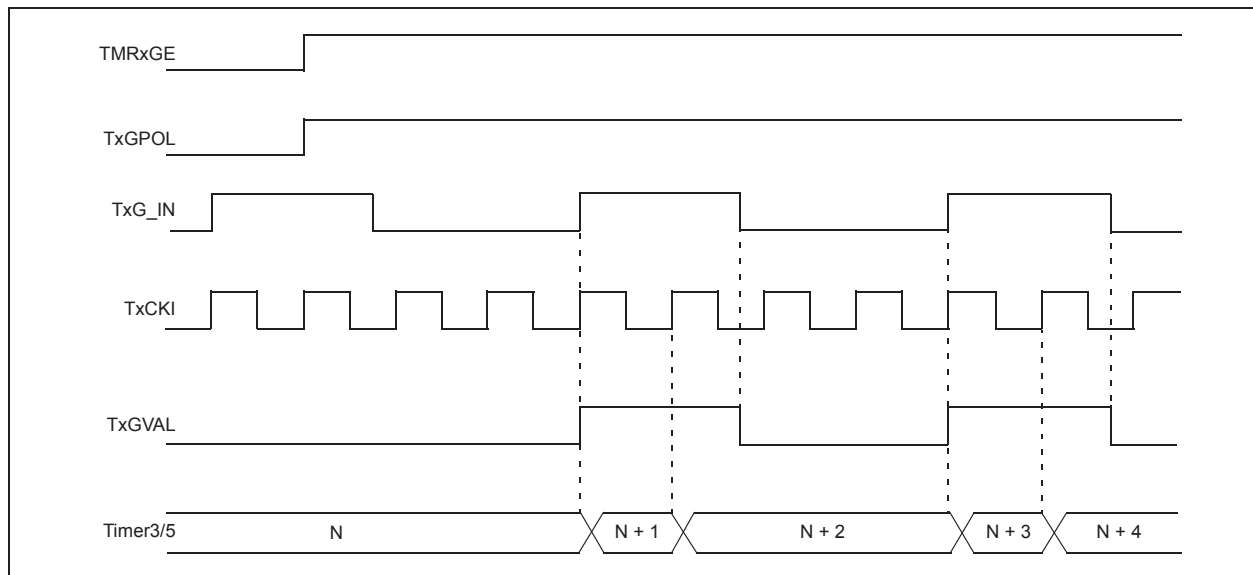 TMRxGE
TxGPOL
TxG_IN
TxCKI
TxGVAL
Timer3/5 N N + 1 N + 2 N + 3 N + 4